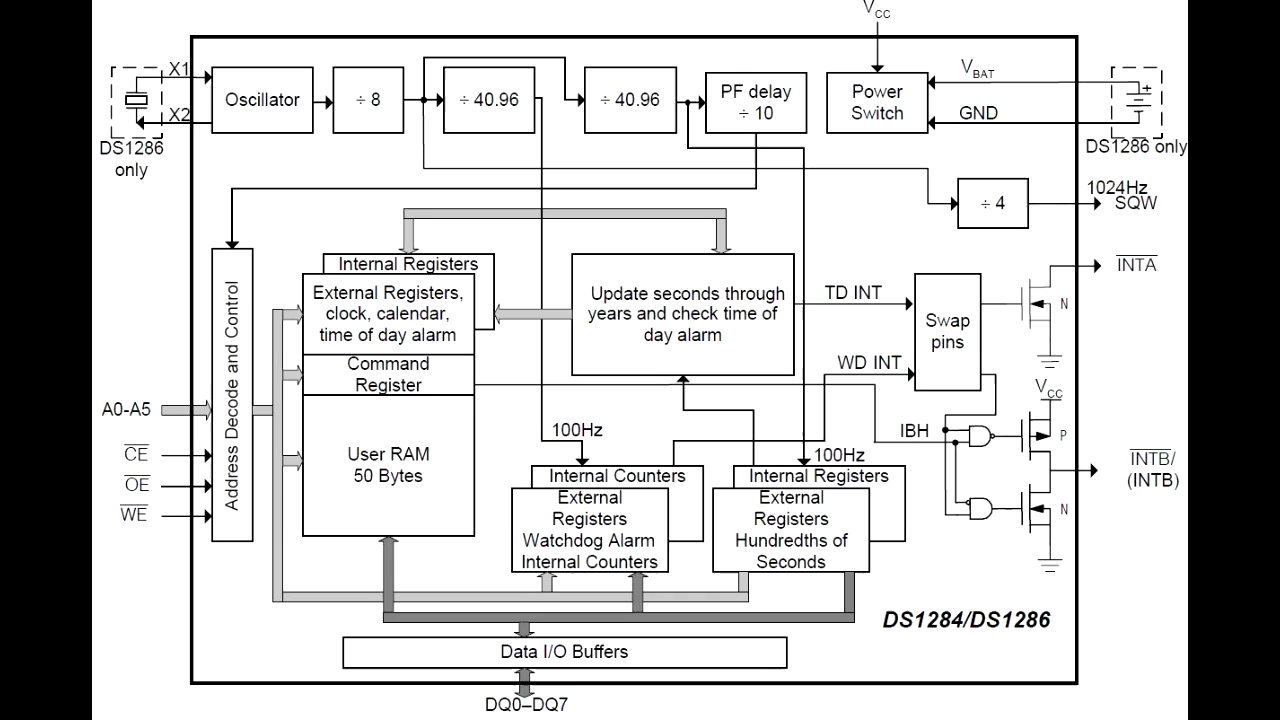 V_CC
X1
X2
DS1286
only
Oscillator
÷ 8
÷ 40.96
÷ 40.96
PF delay
÷ 10
Power
Switch
V_BAT
GND
DS1286 only
÷ 4
1024Hz
SQW
Address Decode and Control
A0-A5
CE
OE
WE
Internal Registers
External Registers,
clock, calendar,
time of day alarm
Command
Register
User RAM
50 Bytes
Update seconds through
years and check time of
day alarm
TD INT
WD INT
IBH
Swap
pins
N
INTA
V_CC
P
N
INTB/
(INTB)
100Hz
Internal Counters
External
Registers
Watchdog Alarm
Internal Counters
100Hz
Internal Registers
External
Registers
Hundredths of
Seconds
DS1284/DS1286
Data I/O Buffers
DQ0–DQ7